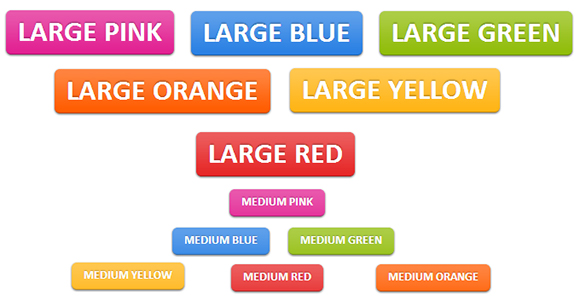 LARGE PINK LARGE BLUE LARGE GREEN
LARGE ORANGE LARGE YELLOW
LARGE RED
MEDIUM PINK
MEDIUM BLUE MEDIUM GREEN
MEDIUM YELLOW MEDIUM RED MEDIUM ORANGE